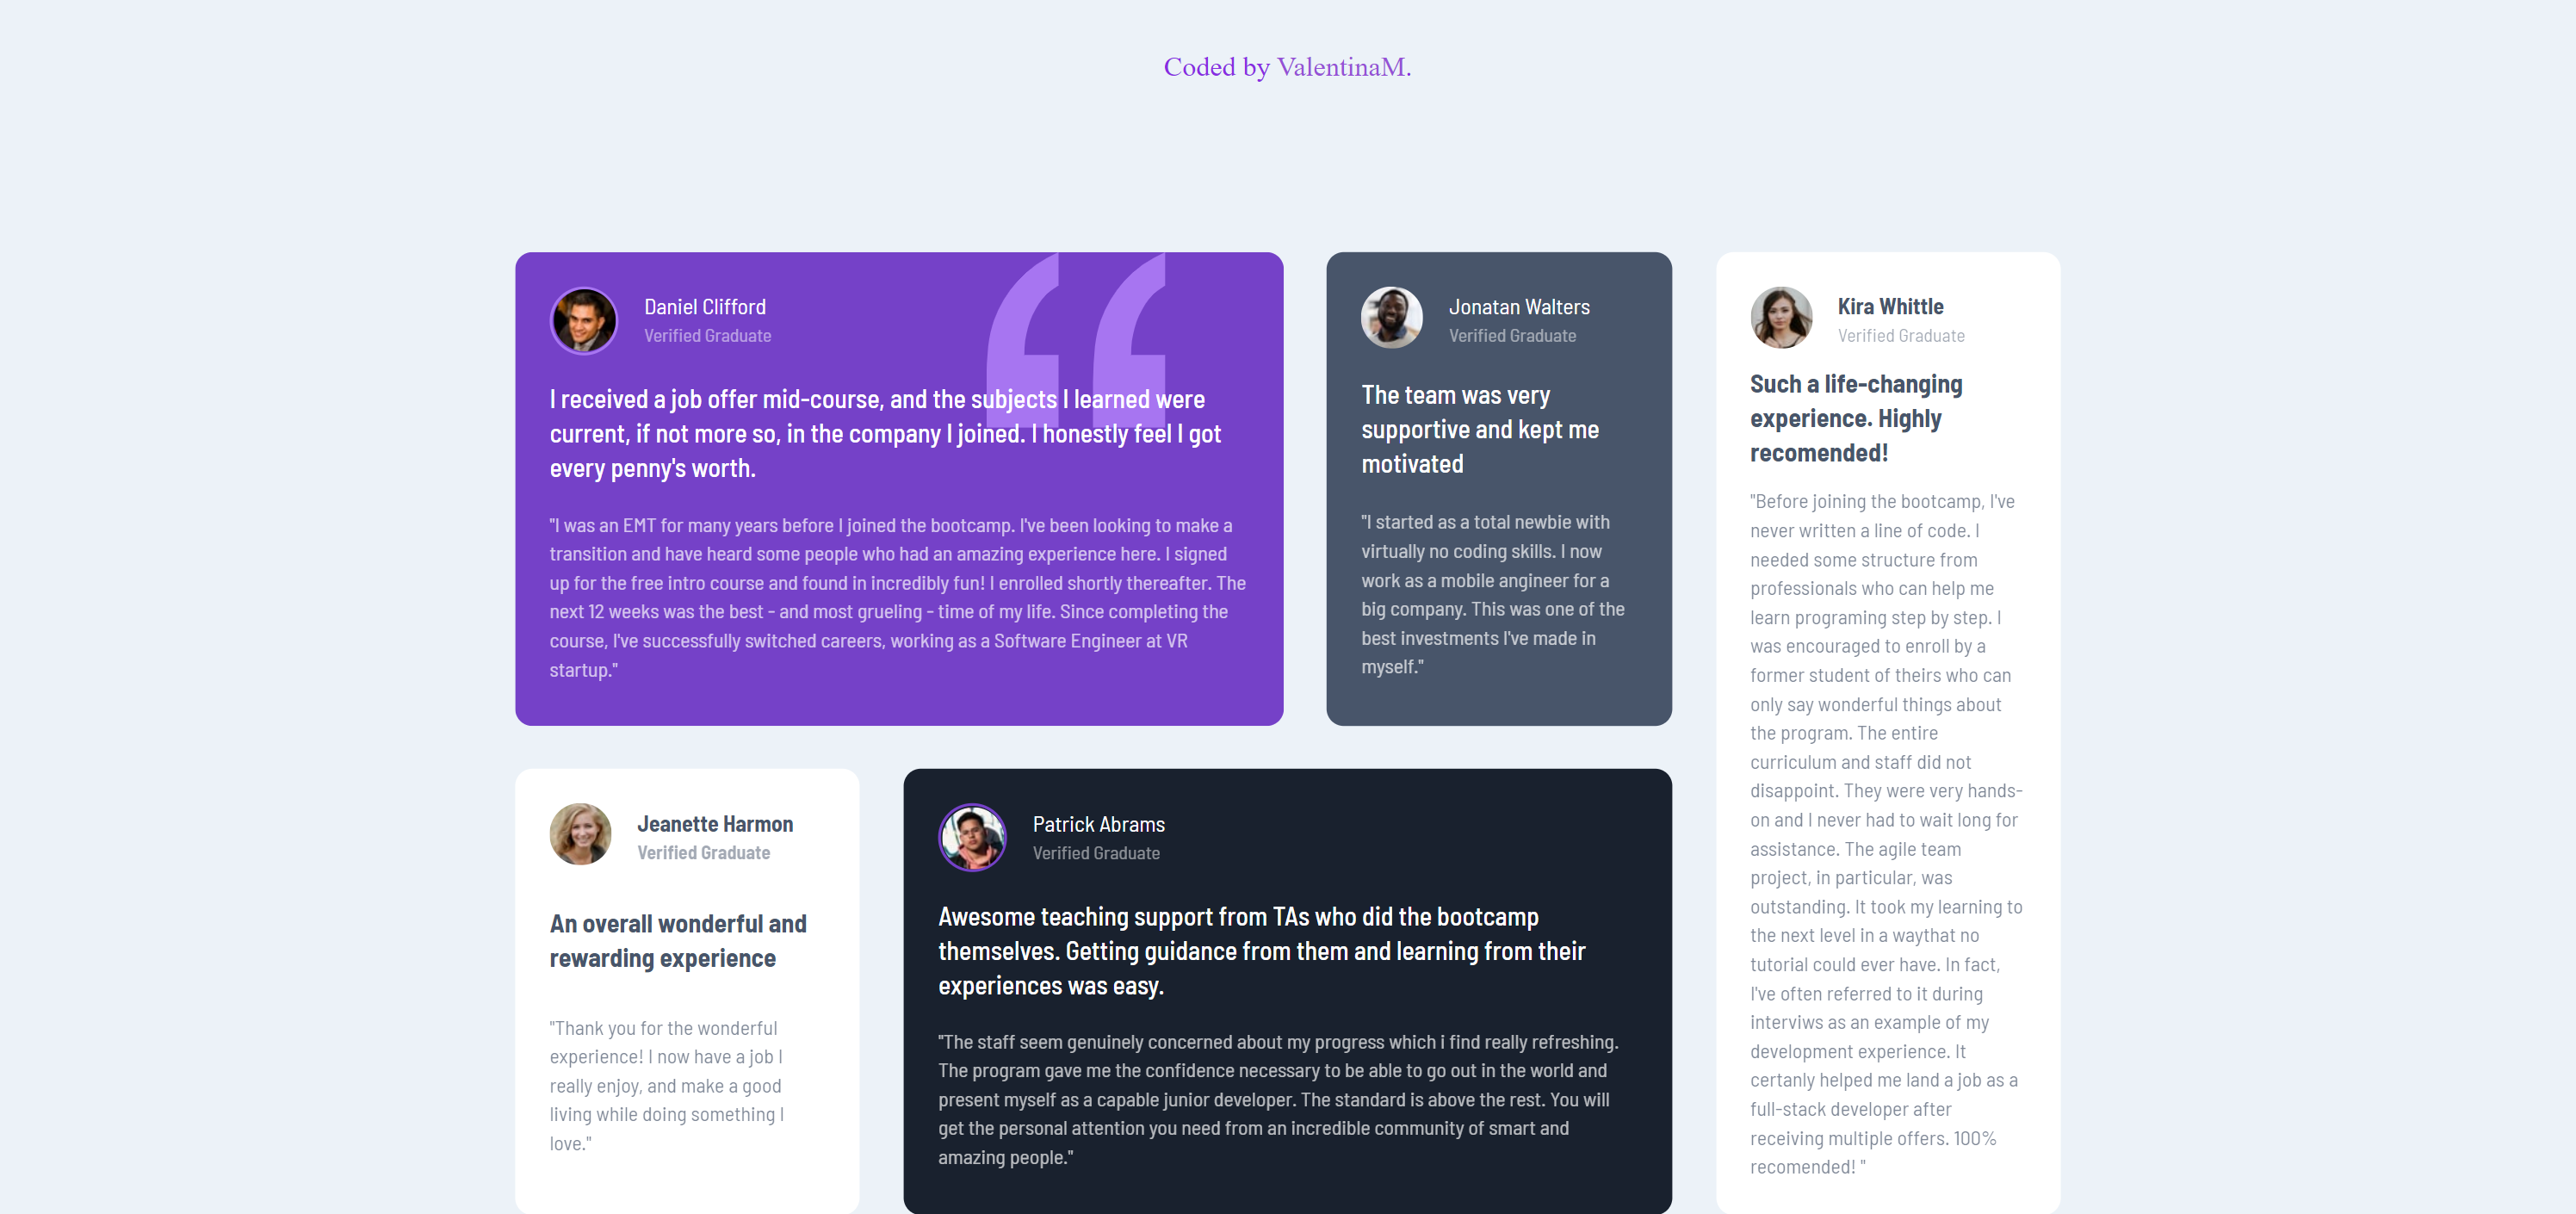 Coded by ValentinaM.
Daniel Clifford
Verified Graduate
I received a job offer mid-course, and the subjects I learned were
current, if not more so, in the company I joined. I honestly feel I got
every penny's worth.
"I was an EMT for many years before I joined the bootcamp. I've been looking to make a
transition and have heard some people who had an amazing experience here. I signed
up for the free intro course and found in incredibly fun! I enrolled shortly thereafter. The
next 12 weeks was the best - and most grueling - time of my life. Since completing the
course, I've successfully switched careers, working as a Software Engineer at VR
startup."
Jonatan Walters
Verified Graduate
The team was very
supportive and kept me
motivated
"I started as a total newbie with
virtually no coding skills. I now
work as a mobile angineer for a
big company. This was one of the
best investments I've made in
myself."
Kira Whittle
Verified Graduate
Such a life-changing
experience. Highly
recomended!
"Before joining the bootcamp, I've
never written a line of code. I
needed some structure from
professionals who can help me
learn programing step by step. I
was encouraged to enroll by a
former student of theirs who can
only say wonderful things about
the program. The entire
curriculum and staff did not
disappoint. They were very hands-
on and I never had to wait long for
assistance. The agile team
project, in particular, was
outstanding. It took my learning to
the next level in a waythat no
tutorial could ever have. In fact,
I've often referred to it during
interviws as an example of my
development experience. It
certanly helped me land a job as a
full-stack developer after
receiving multiple offers. 100%
recomended! "
Jeanette Harmon
Verified Graduate
An overall wonderful and
rewarding experience
"Thank you for the wonderful
experience! I now have a job I
really enjoy, and make a good
living while doing something I
love."
Patrick Abrams
Verified Graduate
Awesome teaching support from TAs who did the bootcamp
themselves. Getting guidance from them and learning from their
experiences was easy.
"The staff seem genuinely concerned about my progress which i find really refreshing.
The program gave me the confidence necessary to be able to go out in the world and
present myself as a capable junior developer. The standard is above the rest. You will
get the personal attention you need from an incredible community of smart and
amazing people."